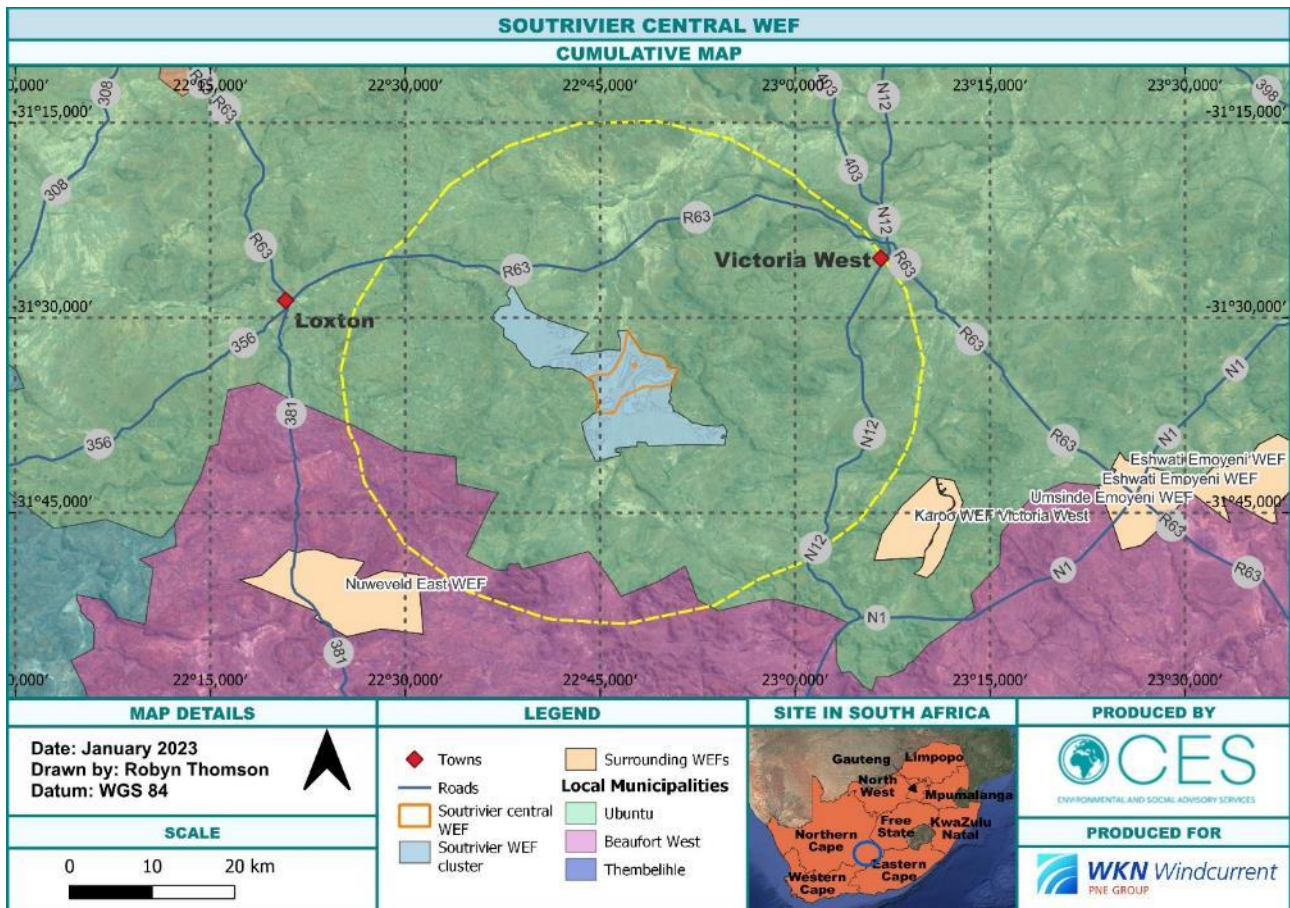 SOUTRIVIER CENTRAL WEF
CUMULATIVE MAP
0,000' 22°15,000' 22°30,000' 22°45,000' 23°0,000' 23°15,000' 23°30,000'
-31°15,000' -31°15,000'
308
R63
R63
403
N12
398
308
403
R63
R63
N12
Victoria West
R63
R63
-31°30,000' -31°30,000'
Loxton
356
R63
N1
381
356
N12
R63
N1
Eshwati Emoyeni WEF
Eshwati Emoyeni WEF
Umsinde Emoyeni WEF
-31°45,000' -31°45,000'
Karoo WEF Victoria West
R63
N12
Nuweveld East WEF
N1
R63
N1
381
0,000' 22°15,000' 22°30,000' 22°45,000' 23°0,000' 23°15,000' 23°30,000'
MAP DETAILS
Date: January 2023
Drawn by: Robyn Thomson
Datum: WGS 84
SCALE
0 10 20 km
LEGEND
Towns
Roads
Soutrivier central
WEF
Soutrivier WEF
cluster
Surrounding WEFs
Local Municipalities
Ubuntu
Beaufort West
Thembelihle
SITE IN SOUTH AFRICA
Gauteng
Limpopo
North
West
Mpumalanga
Free
State
KwaZulu
Natal
Northern
Cape
Eastern
Cape
Western
Cape
PRODUCED BY
CES
ENVIRONMENTAL AND SOCIAL ADVISORY SERVICES
PRODUCED FOR
WKN Windcurrent
PNE GROUP